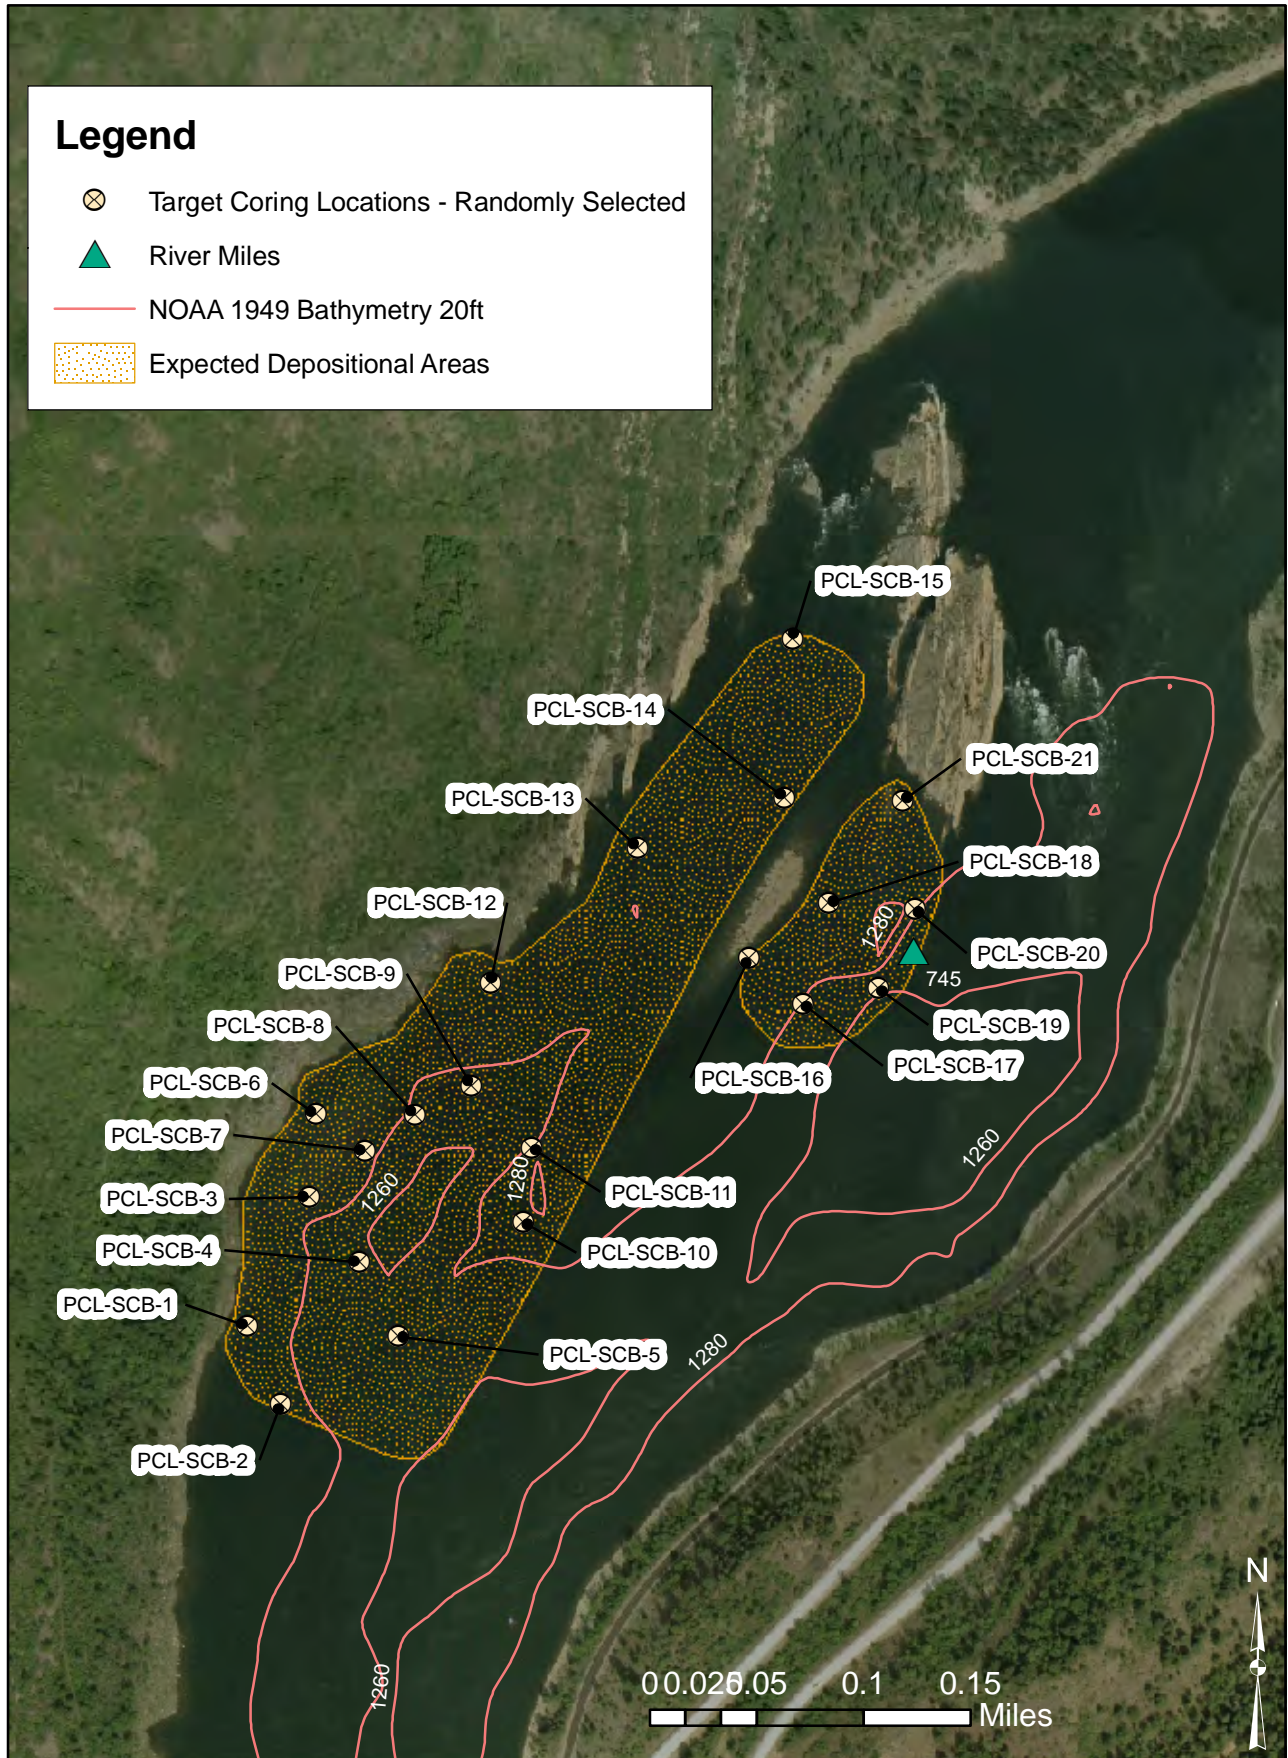 Legend
Target Coring Locations - Randomly Selected
River Miles
NOAA 1949 Bathymetry 20ft
Expected Depositional Areas
PCL-SCB-15
PCL-SCB-14
PCL-SCB-21
PCL-SCB-13
PCL-SCB-18
PCL-SCB-12
1280
PCL-SCB-20
PCL-SCB-9
745
PCL-SCB-8
PCL-SCB-19
PCL-SCB-17
PCL-SCB-16
PCL-SCB-6
PCL-SCB-7
1260
1280
1260
PCL-SCB-11
PCL-SCB-3
PCL-SCB-4
PCL-SCB-10
PCL-SCB-1
1280
PCL-SCB-5
PCL-SCB-2
N
1260
0 0.025 0.05 0.1 0.15
Miles